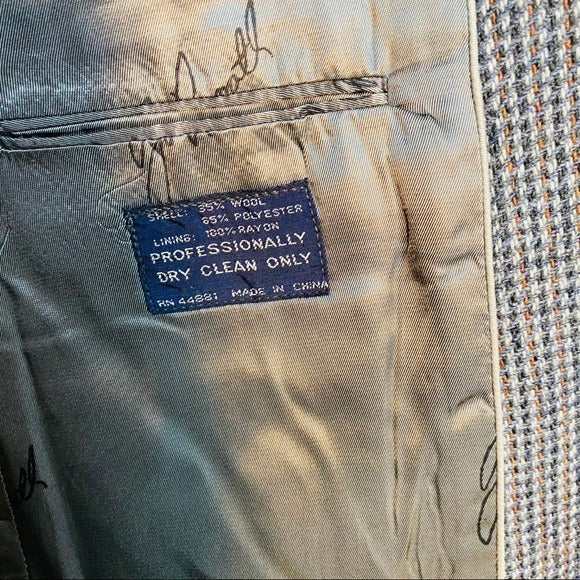 SHELL: 35% WOOL
65% POLYESTER
LINING: 100% RAYON
PROFESSIONALLY
DRY CLEAN ONLY
RN 44881 MADE IN CHINA